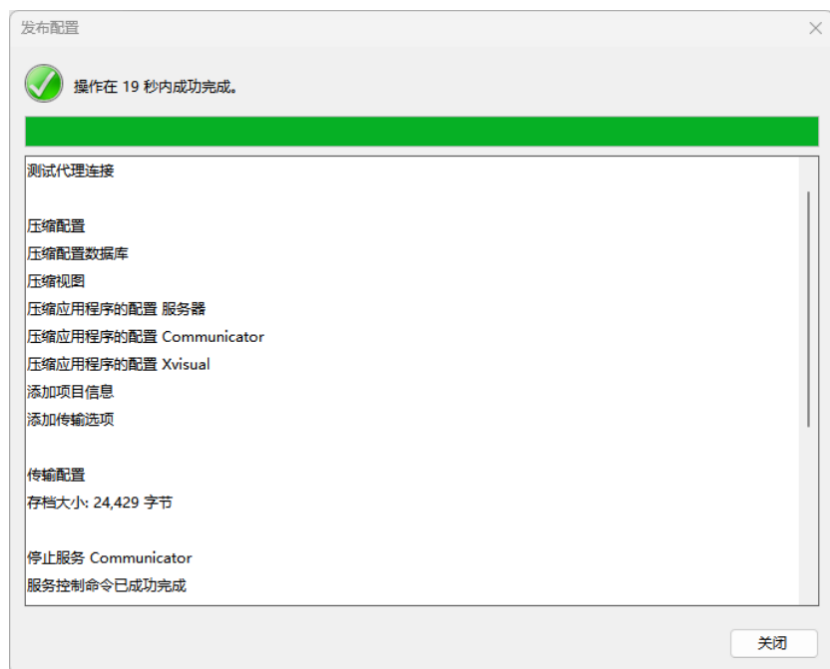 发布配置
操作在 19 秒内成功完成。
测试代理连接
压缩配置
压缩配置数据库
压缩视图
压缩应用程序的配置 服务器
压缩应用程序的配置 Communicator
压缩应用程序的配置 Xvisual
添加项目信息
添加传输选项
传输配置
存档大小: 24,429 字节
停止服务 Communicator
服务控制命令已成功完成
关闭